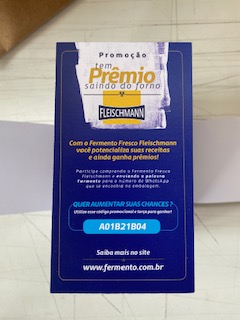 Promoção
tem
Prêmio
saindo do forno
FLEISCHMANN
Com o Fermento Fresco Fleischmann
você potencializa suas receitas
e ainda ganha prêmios!
Participe comprando o Fermento Fresco
Fleischmann e enviando a palavra
Fermento para o número de WhatsApp
que se encontra na embalagem.
QUER AUMENTAR SUAS CHANCES ?
Utilize esse código promocional e torça para ganhar!
A01B21B04
Saiba mais no site
www.fermento.com.br